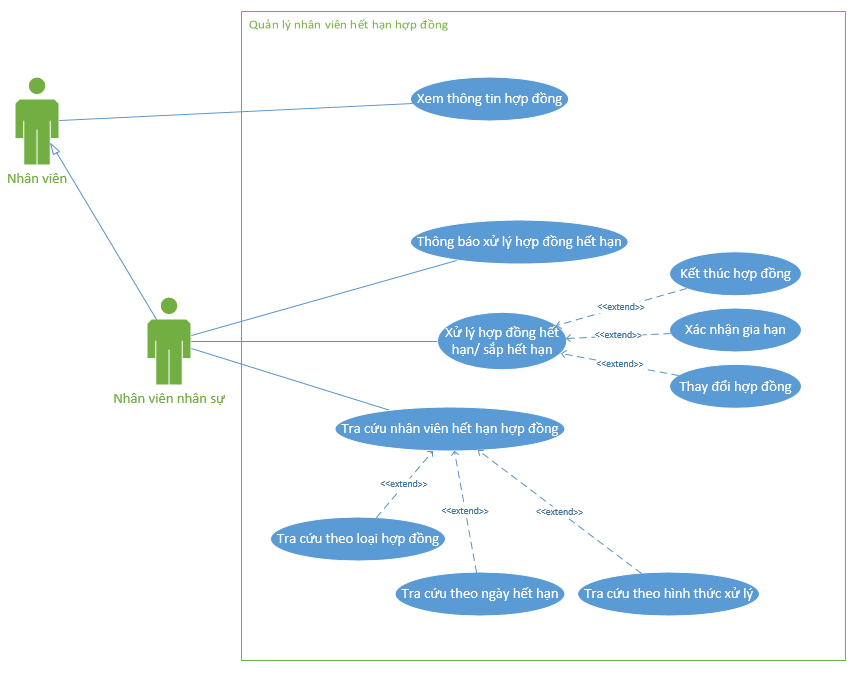 Quản lý nhân viên hết hạn hợp đồng
Xem thông tin hợp đồng
Nhân viên
Thông báo xử lý hợp đồng hết hạn
Kết thúc hợp đồng
<<extend>>
Xử lý hợp đồng hết
hạn/ sắp hết hạn
<<extend>>
Xác nhận gia hạn
<<extend>>
Thay đổi hợp đồng
Nhân viên nhân sự
Tra cứu nhân viên hết hạn hợp đồng
<<extend>>
<<extend>>
<<extend>>
Tra cứu theo loại hợp đồng
Tra cứu theo ngày hết hạn
Tra cứu theo hình thức xử lý